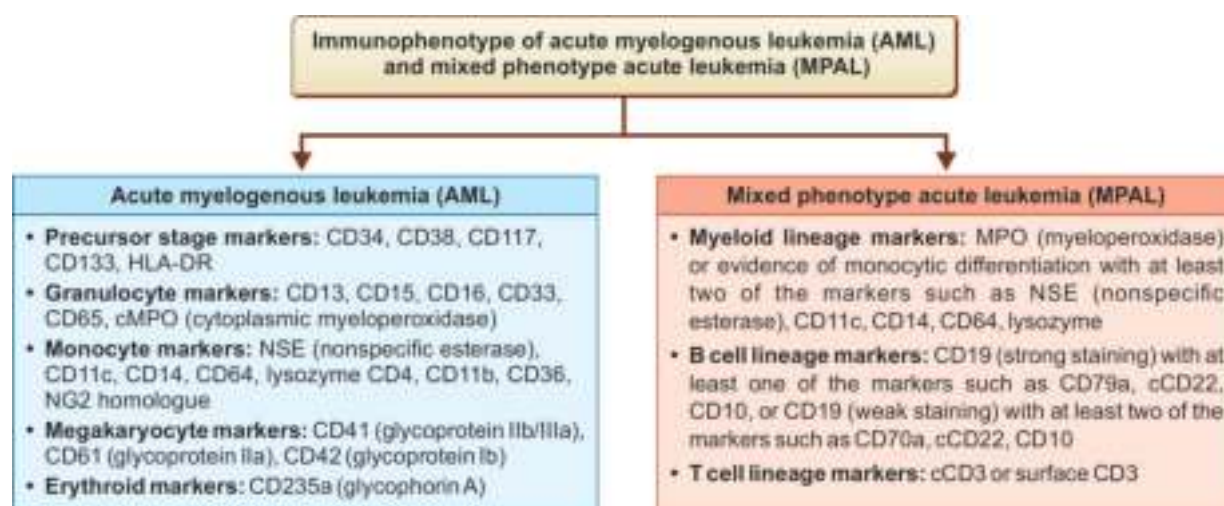 Immunophenotype of acute myelogenous leukemia (AML)
and mixed phenotype acute leukemia (MPAL)
Acute myelogenous leukemia (AML)
• Precursor stage markers: CD34, CD38, CD117,
CD133, HLA-DR
• Granulocyte markers: CD13, CD15, CD16, CD33,
CD65, cMPO (cytoplasmic myeloperoxidase)
• Monocyte markers: NSE (nonspecific esterase),
CD11c, CD14, CD64, lysozyme CD4, CD11b, CD36,
NG2 homologue
• Megakaryocyte markers: CD41 (glycoprotein IIb/IIIa),
CD61 (glycoprotein IIa), CD42 (glycoprotein Ib)
• Erythroid markers: CD235a (glycophorin A)
Mixed phenotype acute leukemia (MPAL)
• Myeloid lineage markers: MPO (myeloperoxidase)
or evidence of monocytic differentiation with at least
two of the markers such as NSE (nonspecific
esterase), CD11c, CD14, CD64, lysozyme
• B cell lineage markers: CD19 (strong staining) with at
least one of the markers such as CD79a, cCD22,
CD10, or CD19 (weak staining) with at least two of the
markers such as CD70a, cCD22, CD10
• T cell lineage markers: cCD3 or surface CD3